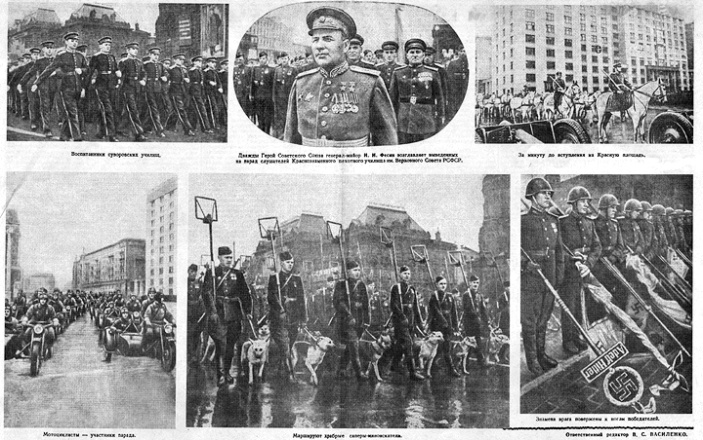 Воспитанники суворовских училищ.
Дважды Герой Советского Союза генерал-майор И. И. Фесин возглавляет выведенных
на парад слушателей Краснознаменного пехотного училища им. Верховного Совета РСФСР.
За минуту до вступления на Красную площадь.
Adolf Hitler
Мотоциклисты — участники парада.
Маршируют храбрые саперы-миноискатели.
Знамена врага повержены к ногам победителей.
Ответственный редактор В. С. ВАСИЛЕНКО.